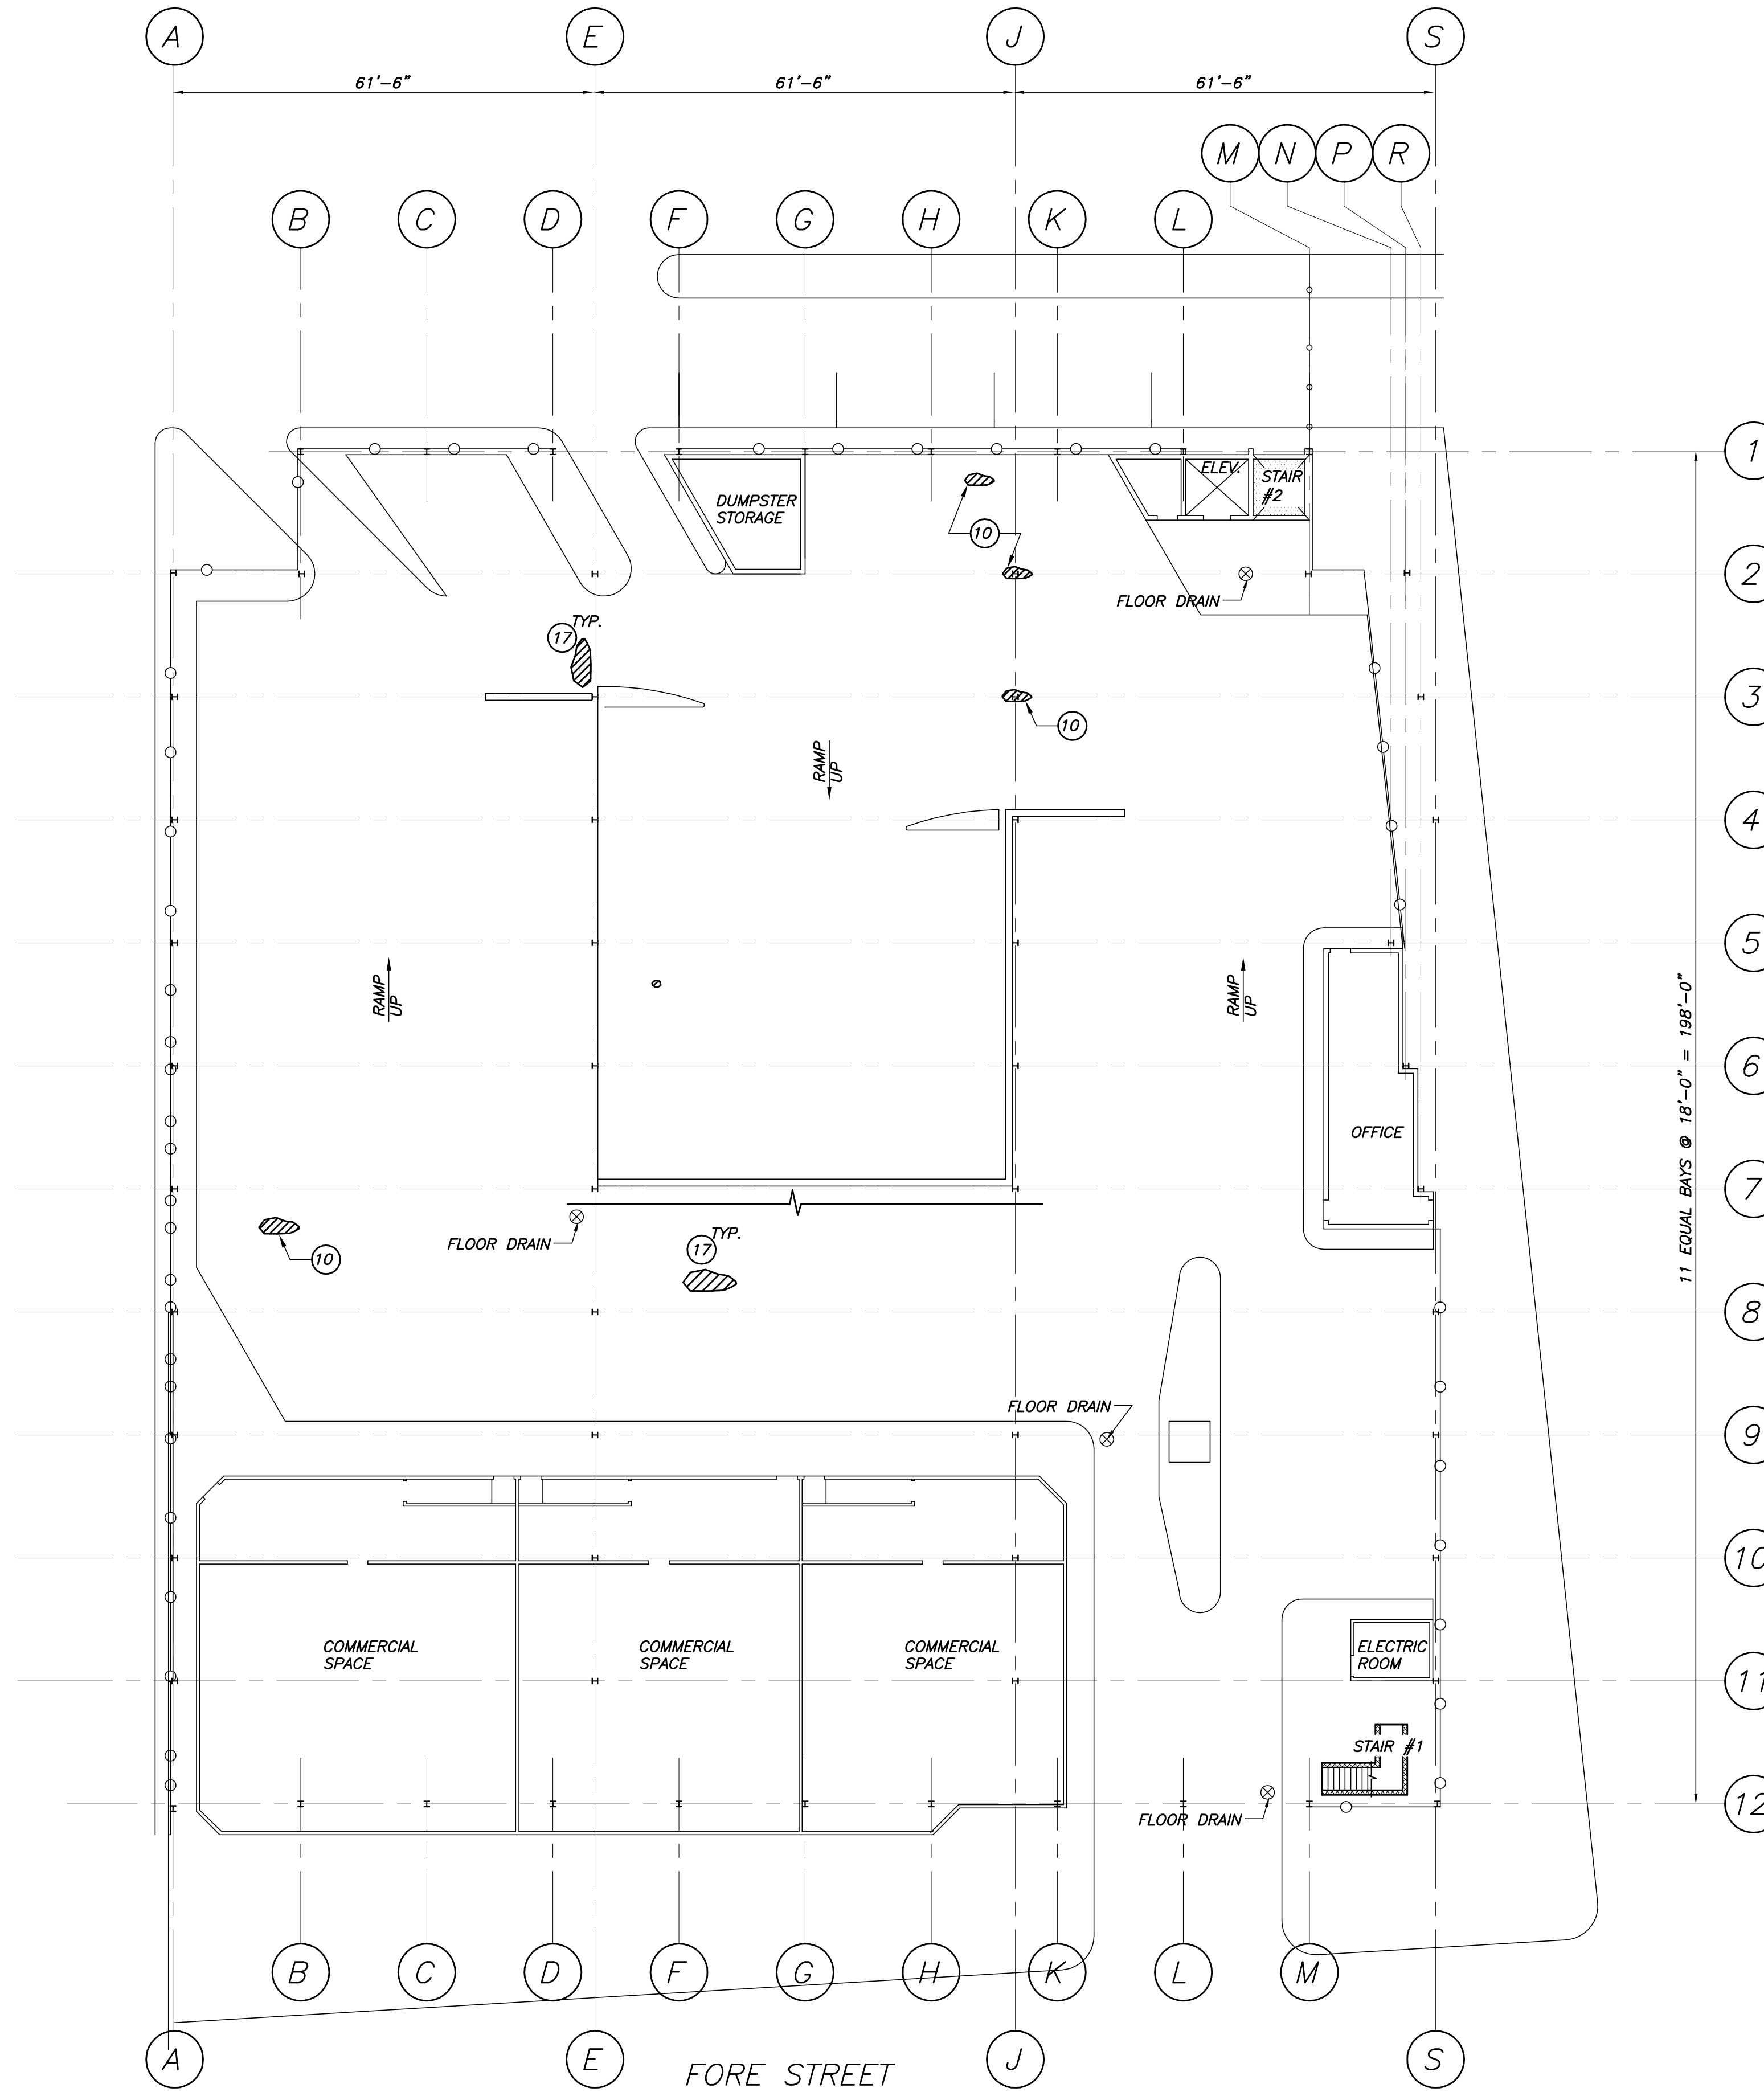 A E J S
61'-6" 61'-6" 61'-6"
M N P R
B C D F G H K L
1
ELEV.
STAIR
#2
DUMPSTER
STORAGE
10
2
FLOOR DRAIN
TYP.
17
3
10
RAMP
UP
4
5
RAMP
UP
RAMP
UP
11 EQUAL BAYS @ 18'-0" = 198'-0"
6
OFFICE
7
FLOOR DRAIN
TYP.
17
10
8
FLOOR DRAIN
9
10
COMMERCIAL
SPACE
COMMERCIAL
SPACE
COMMERCIAL
SPACE
ELECTRIC
ROOM
11
STAIR #1
12
FLOOR DRAIN
B C D F G H K L M
A E J S
FORE STREET